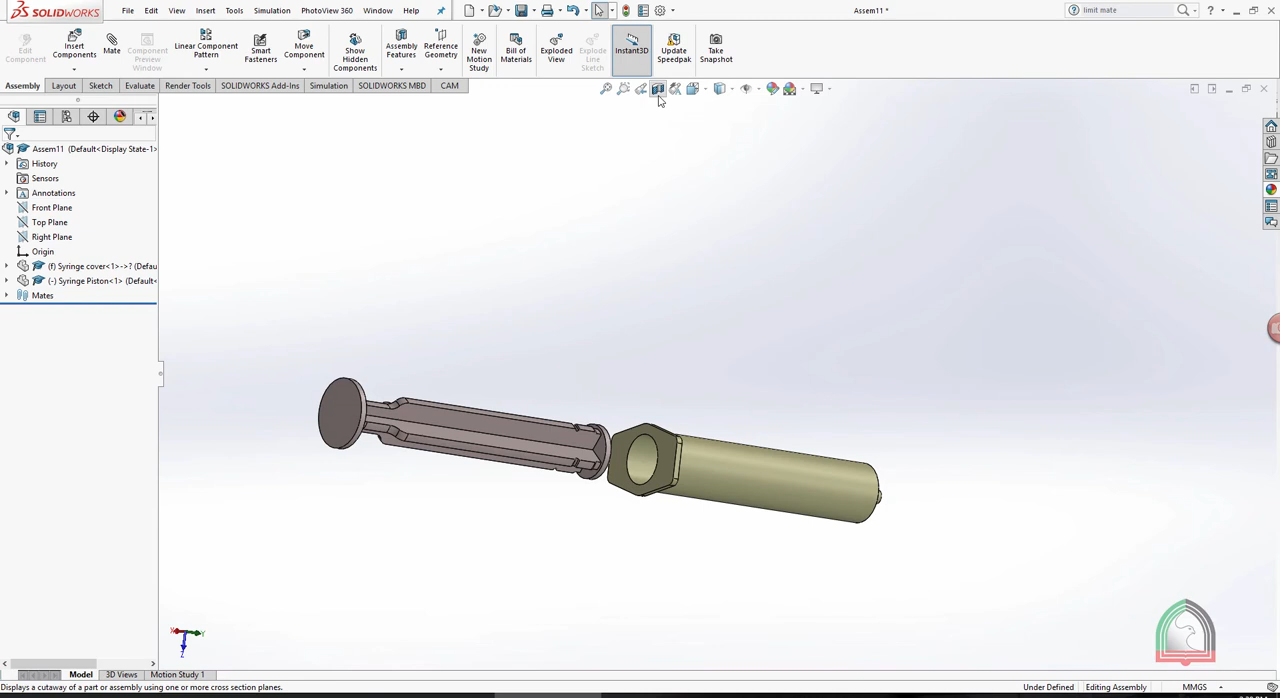 SOLIDWORKS File Edit View Insert Tools Simulation PhotoView 360 Window Help Assem11 * limit mate
Edit Component
Insert Components
Mate
Component Preview Window
Linear Component Pattern
Smart Fasteners
Move Component
Show Hidden Components
Assembly Features
Reference Geometry
New Motion Study
Bill of Materials
Exploded View
Explode Line Sketch
Instant3D
Update Speedpak
Take Snapshot
Assembly Layout Sketch Evaluate Render Tools SOLIDWORKS Add-Ins Simulation SOLIDWORKS MBD CAM
Assem11 (Default<Display State-1>
History
Sensors
Annotations
Front Plane
Top Plane
Right Plane
Origin
(f) Syringe cover<1>->? (Defau
(-) Syringe Piston<1> (Default<
Mates
X Y
Z
Model 3D Views Motion Study 1
Displays a cutaway of a part or assembly using one or more cross section planes. Under Defined Editing Assembly MMGS